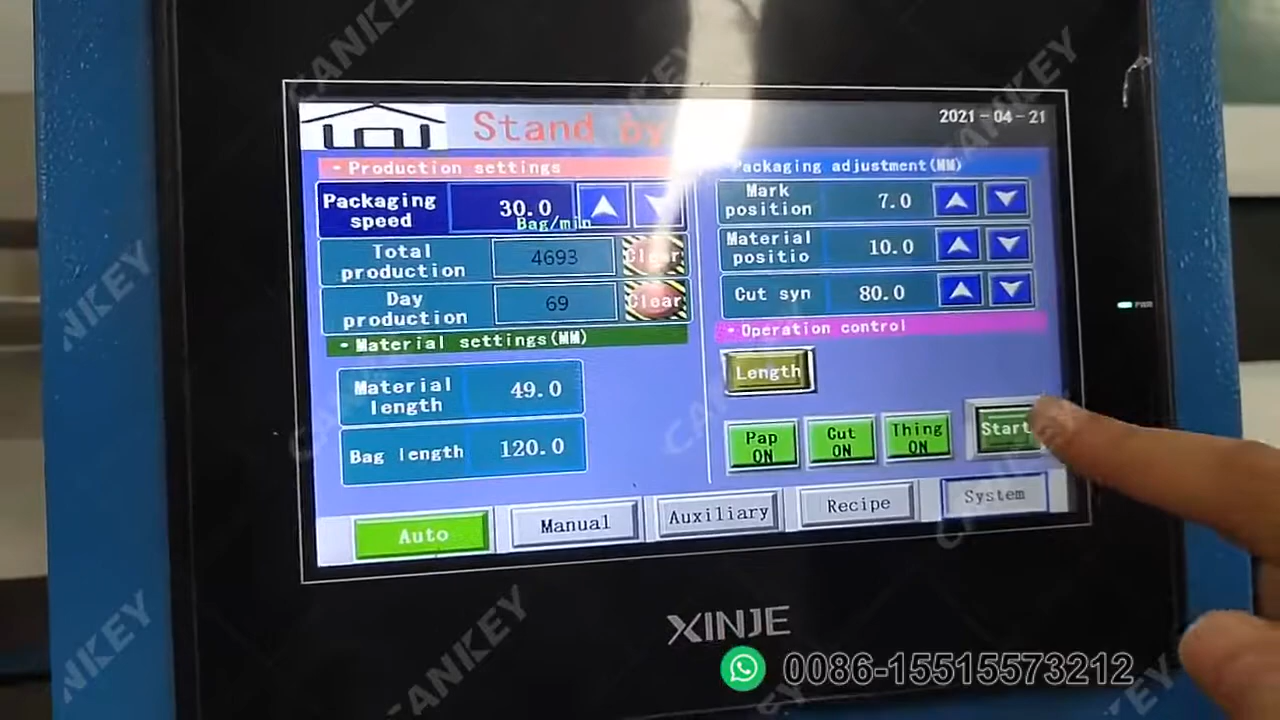 Stand by
2021-04-21
- Production settings
Packaging speed
30.0
Bag/min
Total production
4693
Clear
Day production
69
Clear
- Material settings(MM)
Material length
49.0
Bag length
120.0
Packaging adjustment(MM)
Mark position
7.0
Material positio
10.0
Cut syn
80.0
- Operation control
Length
Pap ON
Cut ON
Thing ON
Start
Auto
Manual
Auxiliary
Recipe
System
PWR
XINJE
0086-15515573212
CANKEY